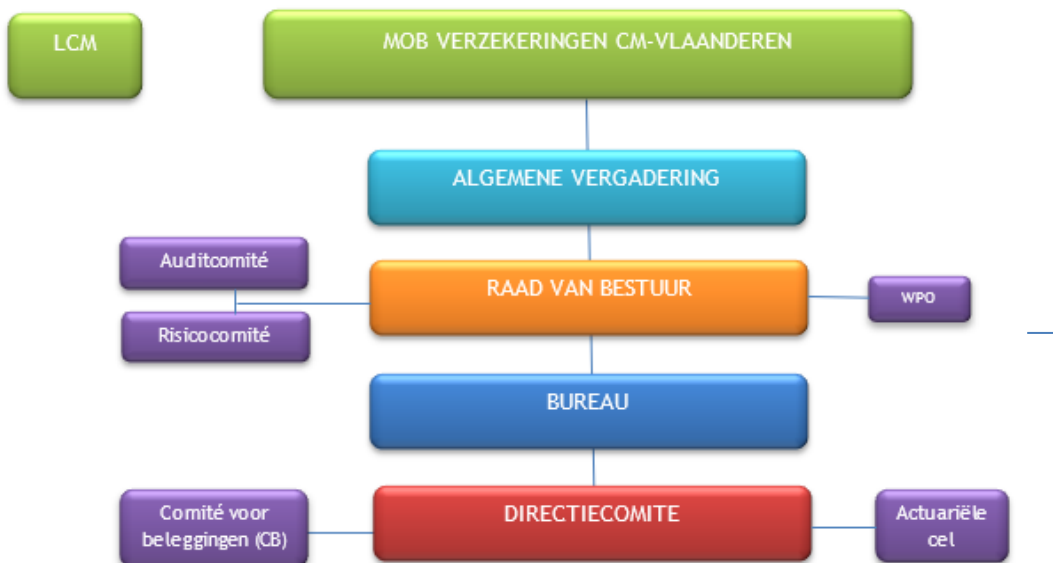 LCM
MOB VERZEKERINGEN CM-VLAANDEREN
ALGEMENE VERGADERING
Auditcomité
RAAD VAN BESTUUR
WPO
Risicocomité
BUREAU
Comité voor
beleggingen (CB)
DIRECTIECOMITE
Actuariële
cel